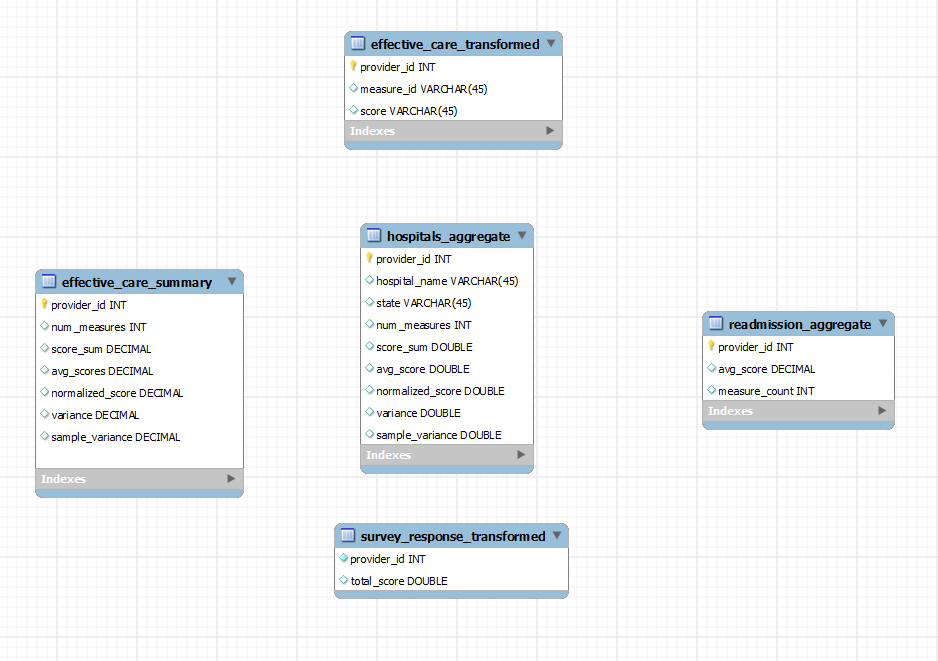 effective_care_transformed
provider_id INT
measure_id VARCHAR(45)
score VARCHAR(45)
Indexes
hospitals_aggregate
provider_id INT
hospital_name VARCHAR(45)
state VARCHAR(45)
num_measures INT
score_sum DOUBLE
avg_score DOUBLE
normalized_score DOUBLE
variance DOUBLE
sample_variance DOUBLE
Indexes
effective_care_summary
provider_id INT
num_measures INT
score_sum DECIMAL
avg_scores DECIMAL
normalized_score DECIMAL
variance DECIMAL
sample_variance DECIMAL
Indexes
readmission_aggregate
provider_id INT
avg_score DECIMAL
measure_count INT
Indexes
survey_response_transformed
provider_id INT
total_score DOUBLE